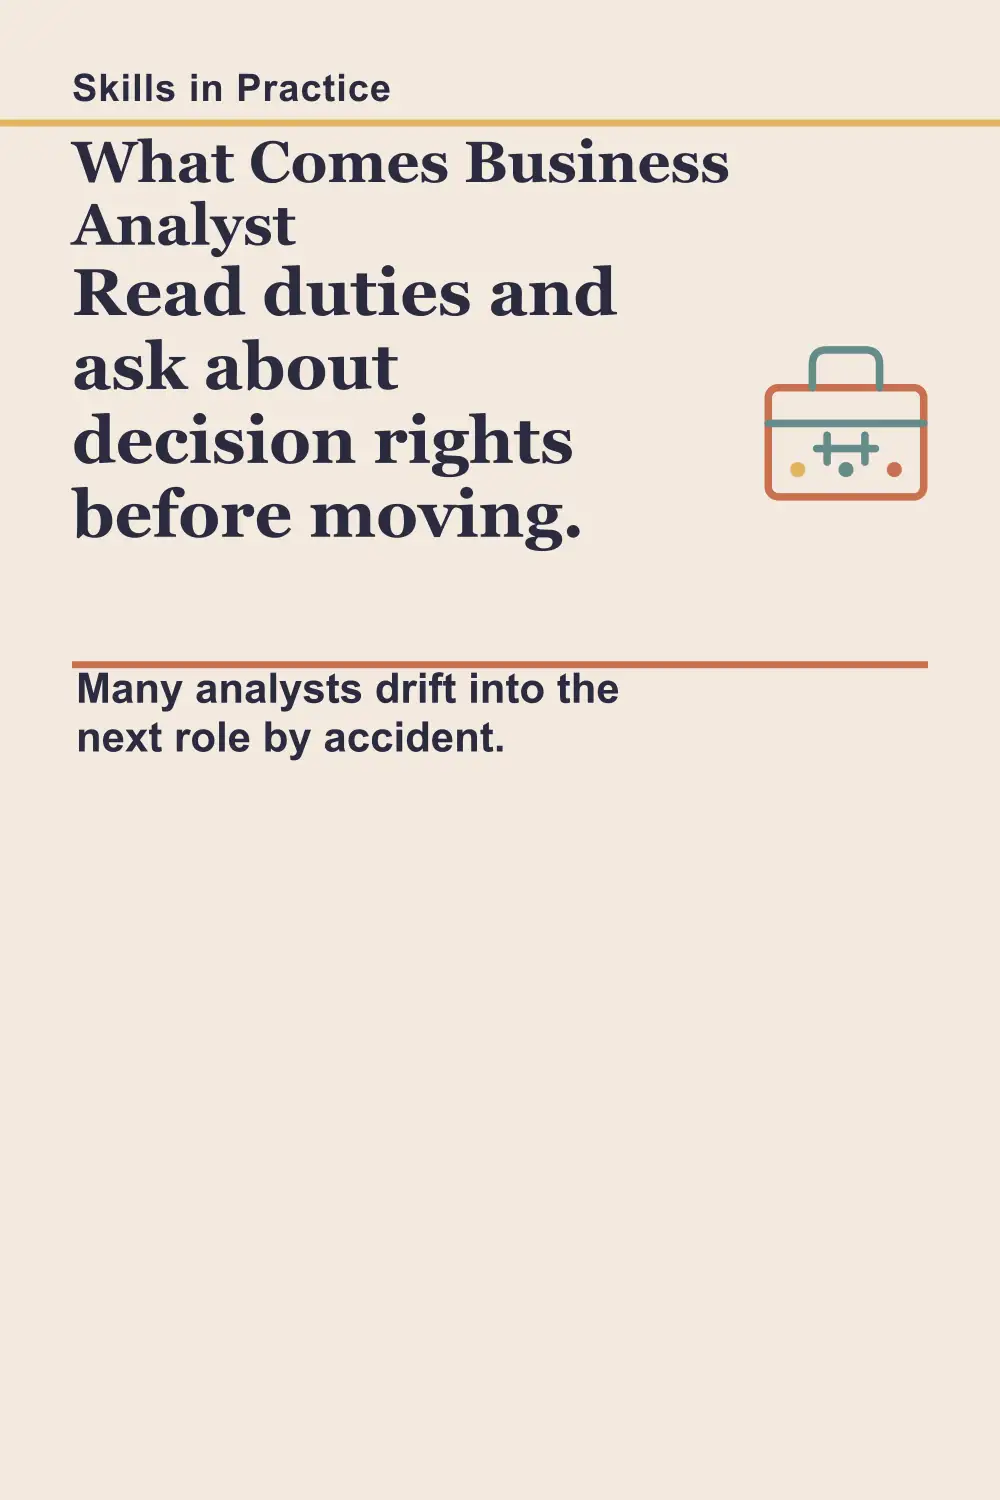 Skills in Practice
What Comes Business
Analyst
Read duties and
ask about
decision rights
before moving.
Many analysts drift into the
next role by accident.